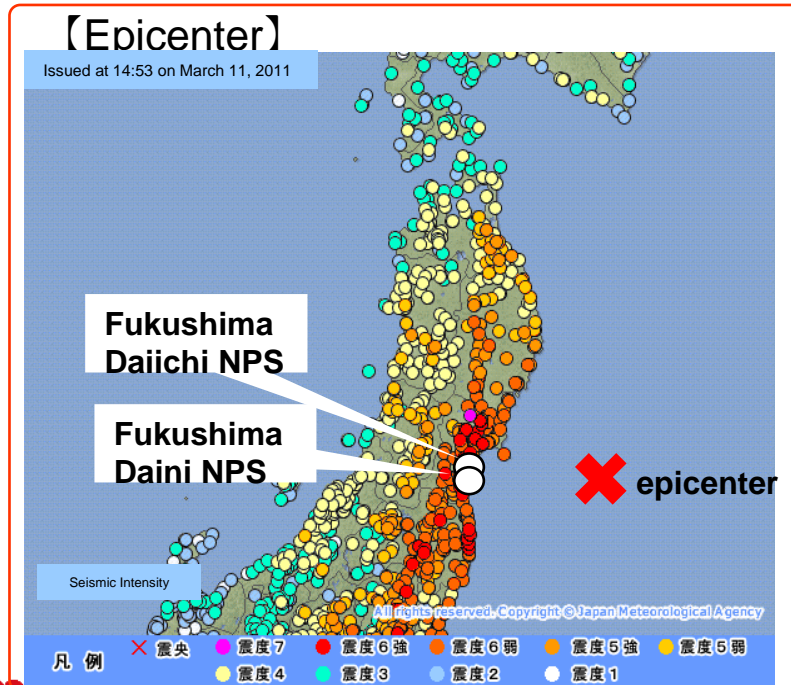 【Epicenter】
Issued at 14:53 on March 11, 2011
Fukushima
Daiichi NPS
Fukushima
Daini NPS
epicenter
Seismic Intensity
All rights reserved. Copyright © Japan Meteorological Agency
凡 例 震央 震度7 震度6強 震度6弱 震度5強 震度5弱
震度4 震度3 震度2 震度1